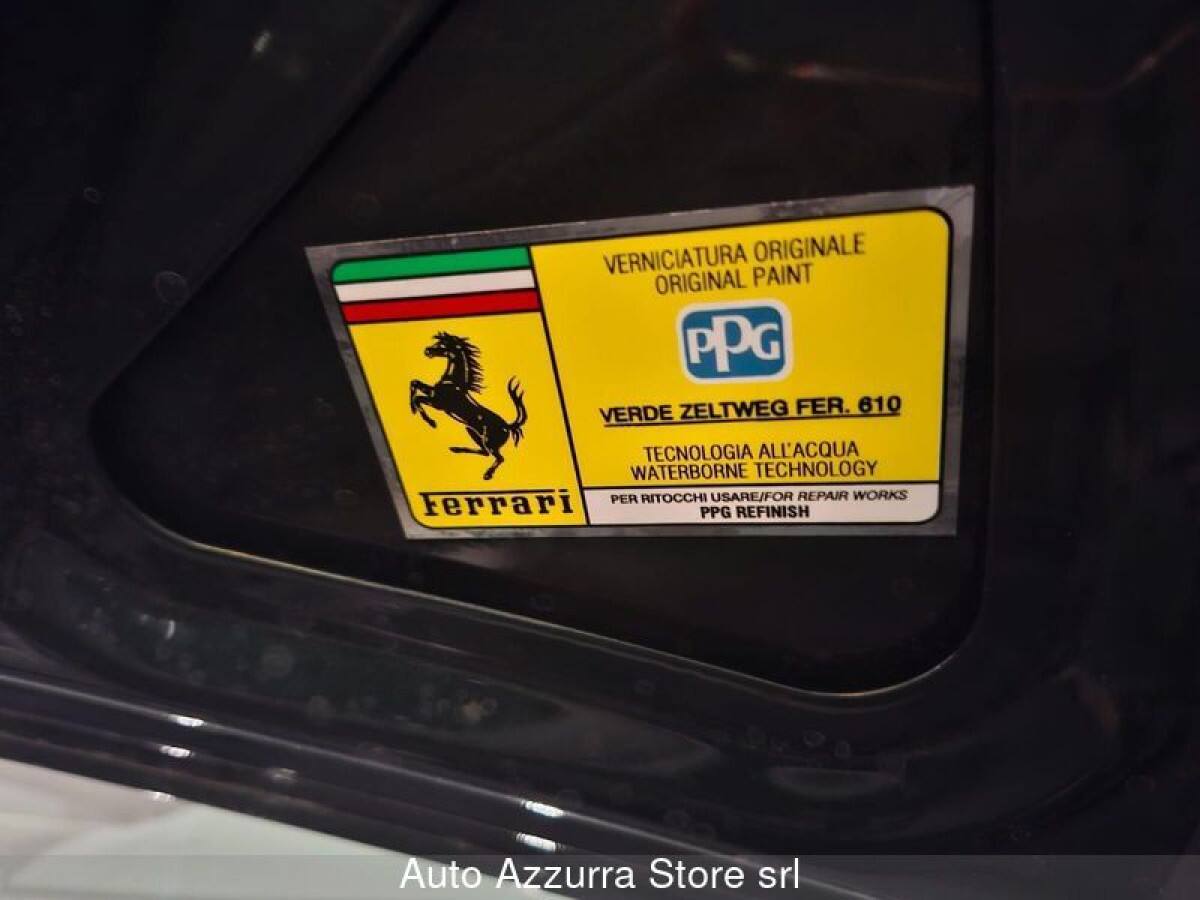 VERNICIATURA ORIGINALE
ORIGINAL PAINT
PPG
VERDE ZELTWEG FER. 610
TECNOLOGIA ALL'ACQUA
WATERBORNE TECHNOLOGY
Ferrari
PER RITOCCHI USARE/FOR REPAIR WORKS
PPG REFINISH
Auto Azzurra Store srl